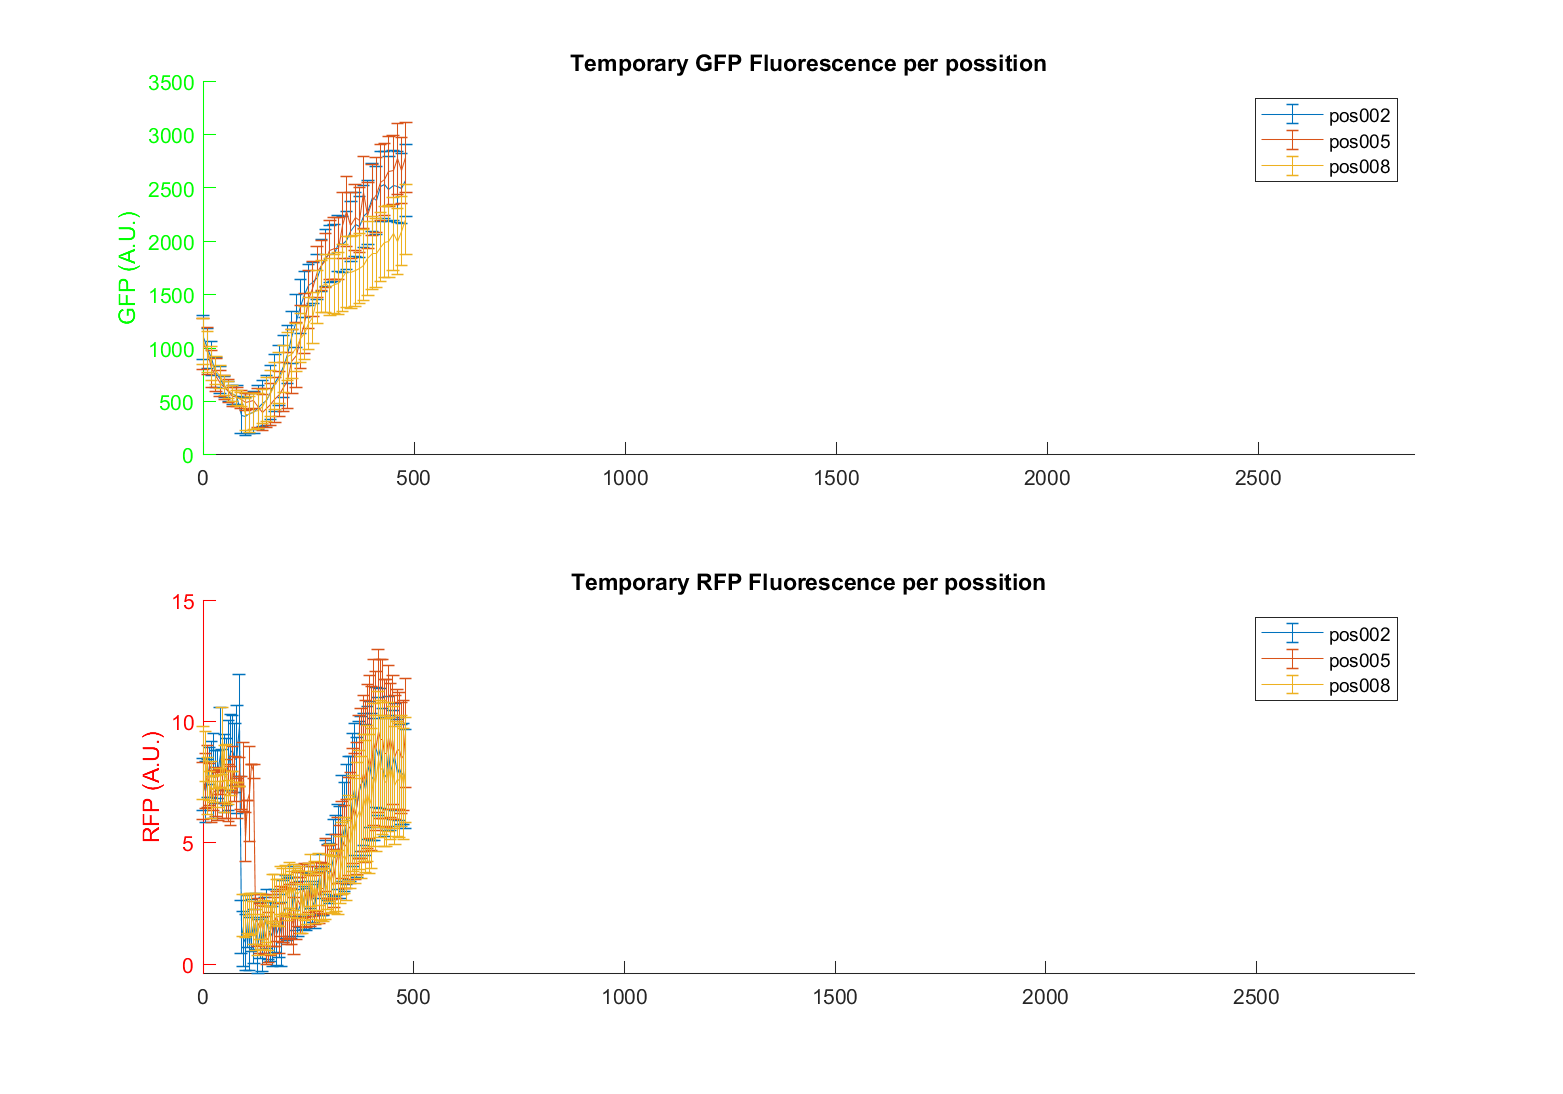 Temporary GFP Fluorescence per possition
3500
3000
2500
2000
1500
1000
500
0
GFP (A.U.)
pos002
pos005
pos008
0 500 1000 1500 2000 2500
Temporary RFP Fluorescence per possition
15
10
5
0
RFP (A.U.)
pos002
pos005
pos008
0 500 1000 1500 2000 2500